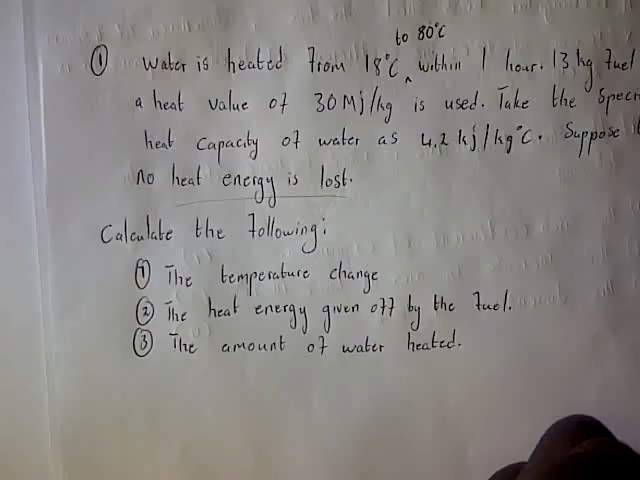 to 80°C
① Water is heated from 18°C ^ within 1 hour. 13 kg fuel
a heat value of 30 Mj/kg is used. Take the
heat capacity of water as 4.2 kj/kg°C. Suppose
no heat energy is lost.
Calculate the following:
① The temperature change
② The heat energy given off by the fuel.
③ The amount of water heated.